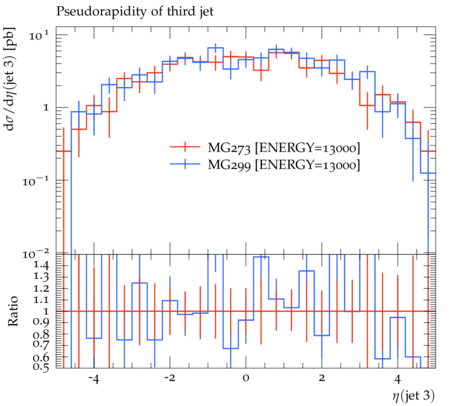 Pseudorapidity of third jet
dσ/dη(jet 3) [pb]
10¹
1
10⁻¹
10⁻²
MG273 [ENERGY=13000]
MG299 [ENERGY=13000]
Ratio
1.4
1.3
1.2
1.1
1
0.9
0.8
0.7
0.6
0.5
-4 -2 0 2 4
η(jet 3)